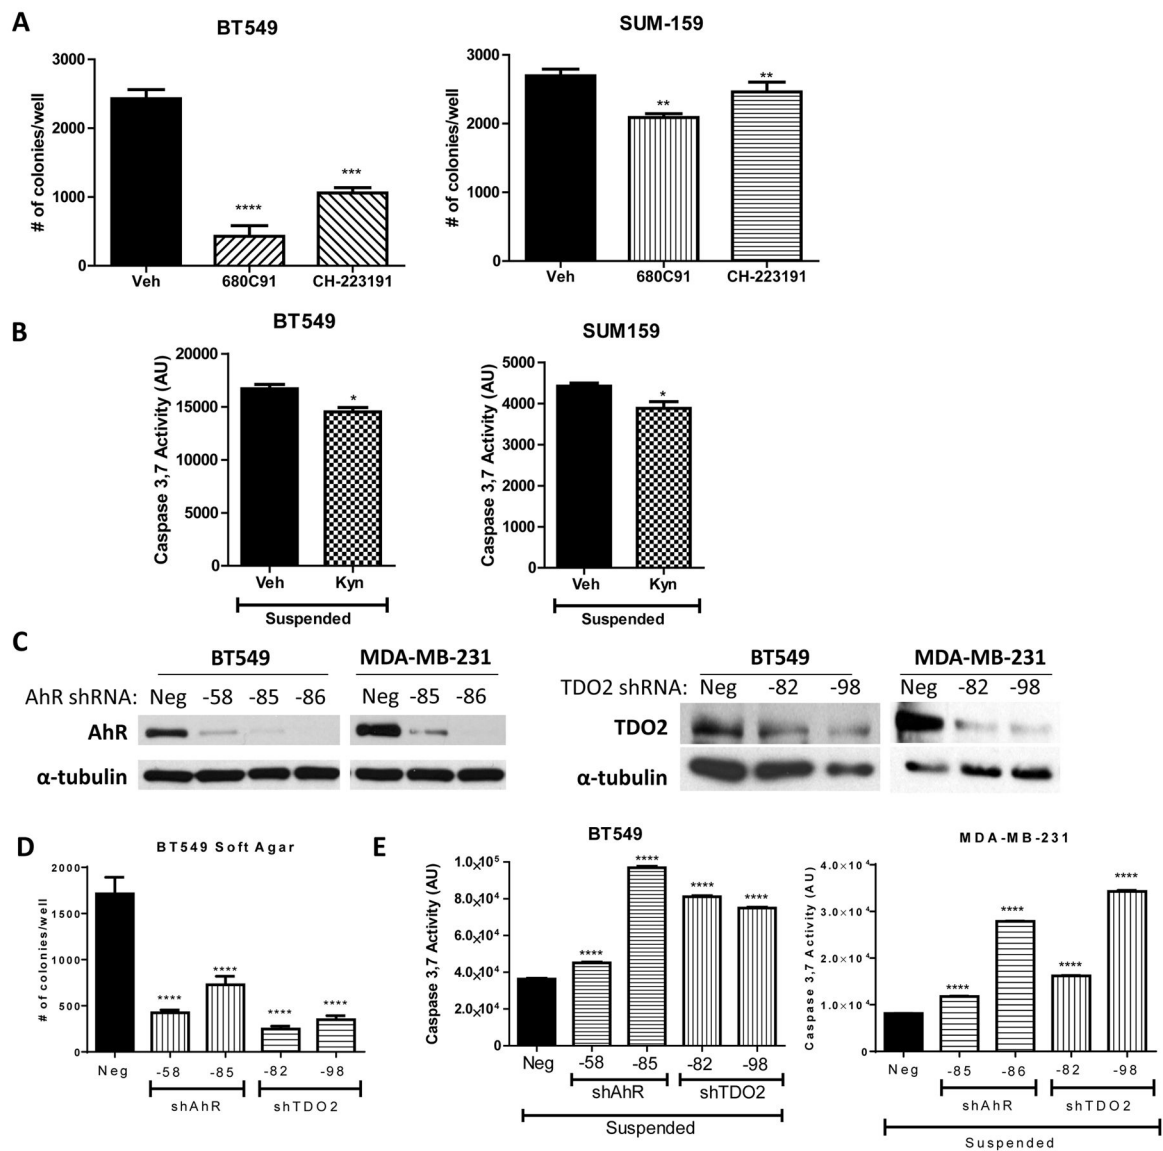 A
BT549
SUM-159
# of colonies/well
3000
2000
1000
0
****
***
Veh
680C91
CH-223191
# of colonies/well
3000
2000
1000
0
**
**
Veh
680C91
CH-223191
B
BT549
SUM159
Caspase 3,7 Activity (AU)
20000
15000
10000
5000
0
*
Veh
Kyn
Suspended
Caspase 3,7 Activity (AU)
5000
4000
3000
2000
1000
0
*
Veh
Kyn
Suspended
C
BT549
MDA-MB-231
AhR shRNA: Neg -58 -85 -86 Neg -85 -86
AhR
α-tubulin
BT549
MDA-MB-231
TDO2 shRNA: Neg -82 -98 Neg -82 -98
TDO2
α-tubulin
D
BT549 Soft Agar
# of colonies/well
2000
1500
1000
500
0
****
****
****
****
Neg
-58
-85
-82
-98
shAhR
shTDO2
E
BT549
Caspase 3,7 Activity (AU)
1.0×10⁵
8.0×10⁴
6.0×10⁴
4.0×10⁴
2.0×10⁴
0
****
****
****
****
Neg
-58
-85
-82
-98
shAhR
shTDO2
Suspended
MDA-MB-231
Caspase 3,7 Activity (AU)
4.0×10⁴
3.0×10⁴
2.0×10⁴
1.0×10⁴
0
****
****
****
****
Neg
-85
-86
-82
-98
shAhR
shTDO2
Suspended